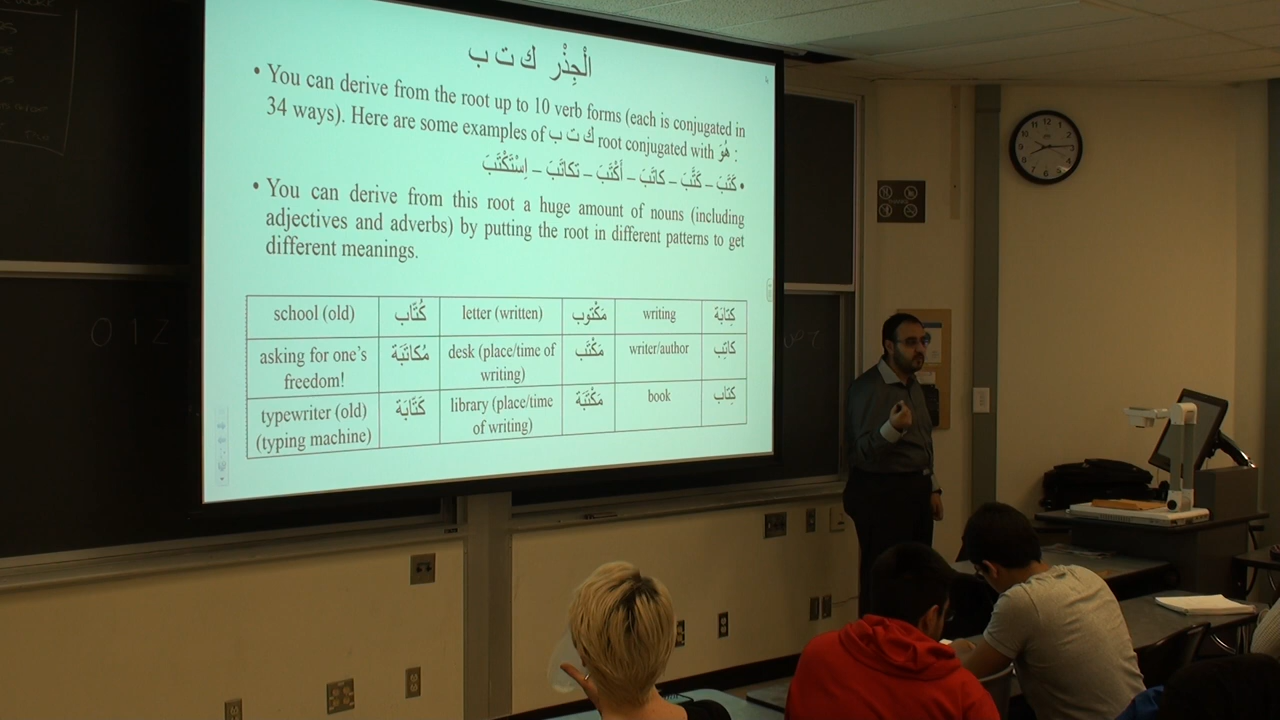 الْجِذْر ك ت ب
• You can derive from the root up to 10 verb forms (each is conjugated in
34 ways). Here are some examples of ك ت ب root conjugated with هُوَ :
• كَتَبَ – كَتَّبَ – كاتَبَ – أَكْتَبَ – تَكاتَبَ – اِسْتَكْتَبَ
• You can derive from this root a huge amount of nouns (including
adjectives and adverbs) by putting the root in different patterns to get
different meanings.
school (old) كُتَّاب letter (written) مَكْتوب writing كِتابَة
asking for one's freedom! مُكاتَبَة desk (place/time of writing) مَكْتَب writer/author كاتِب
typewriter (old) (typing machine) كَتَّابَة library (place/time of writing) مَكْتَبَة book كِتاب
0 1 2